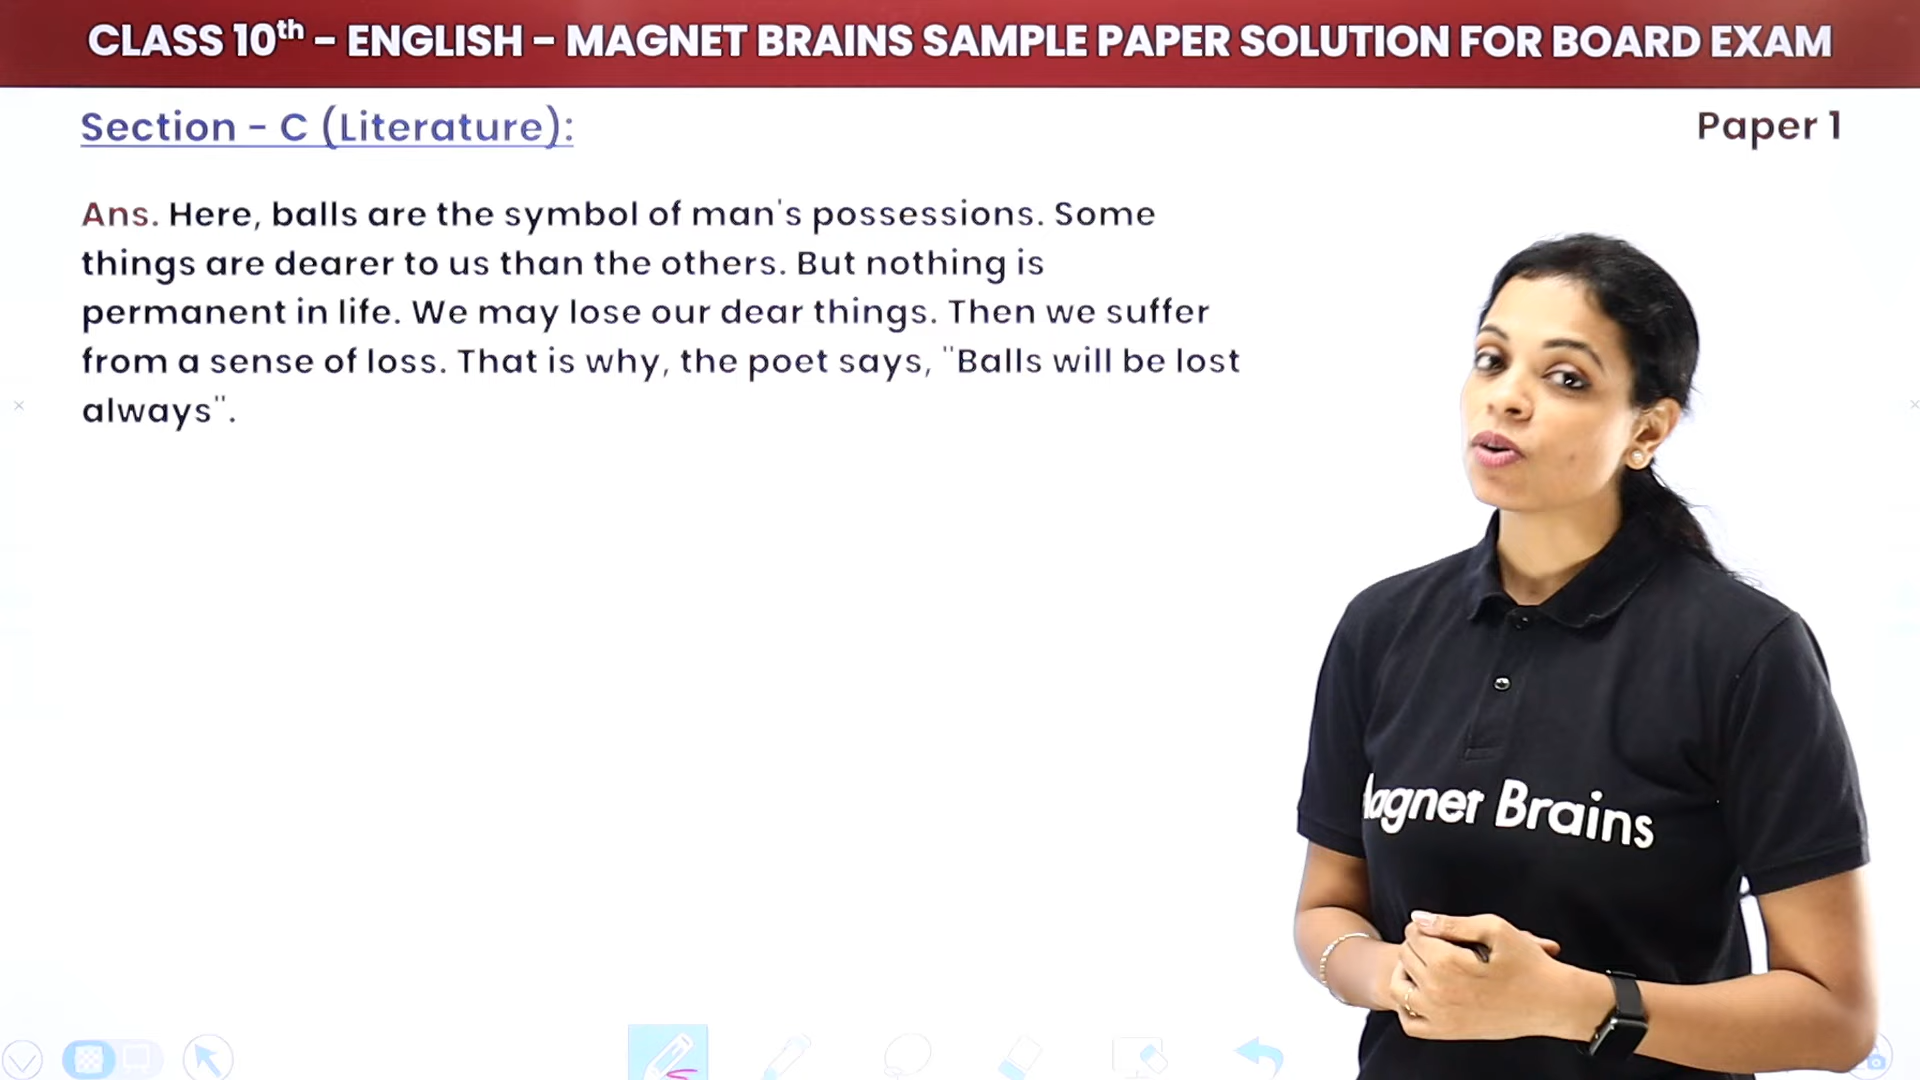 CLASS 10th - ENGLISH - MAGNET BRAINS SAMPLE PAPER SOLUTION FOR BOARD EXAM
Section - C (Literature):
Paper 1
Ans. Here, balls are the symbol of man's possessions. Some
things are dearer to us than the others. But nothing is
permanent in life. We may lose our dear things. Then we suffer
from a sense of loss. That is why, the poet says, "Balls will be lost
always".
Magnet Brains